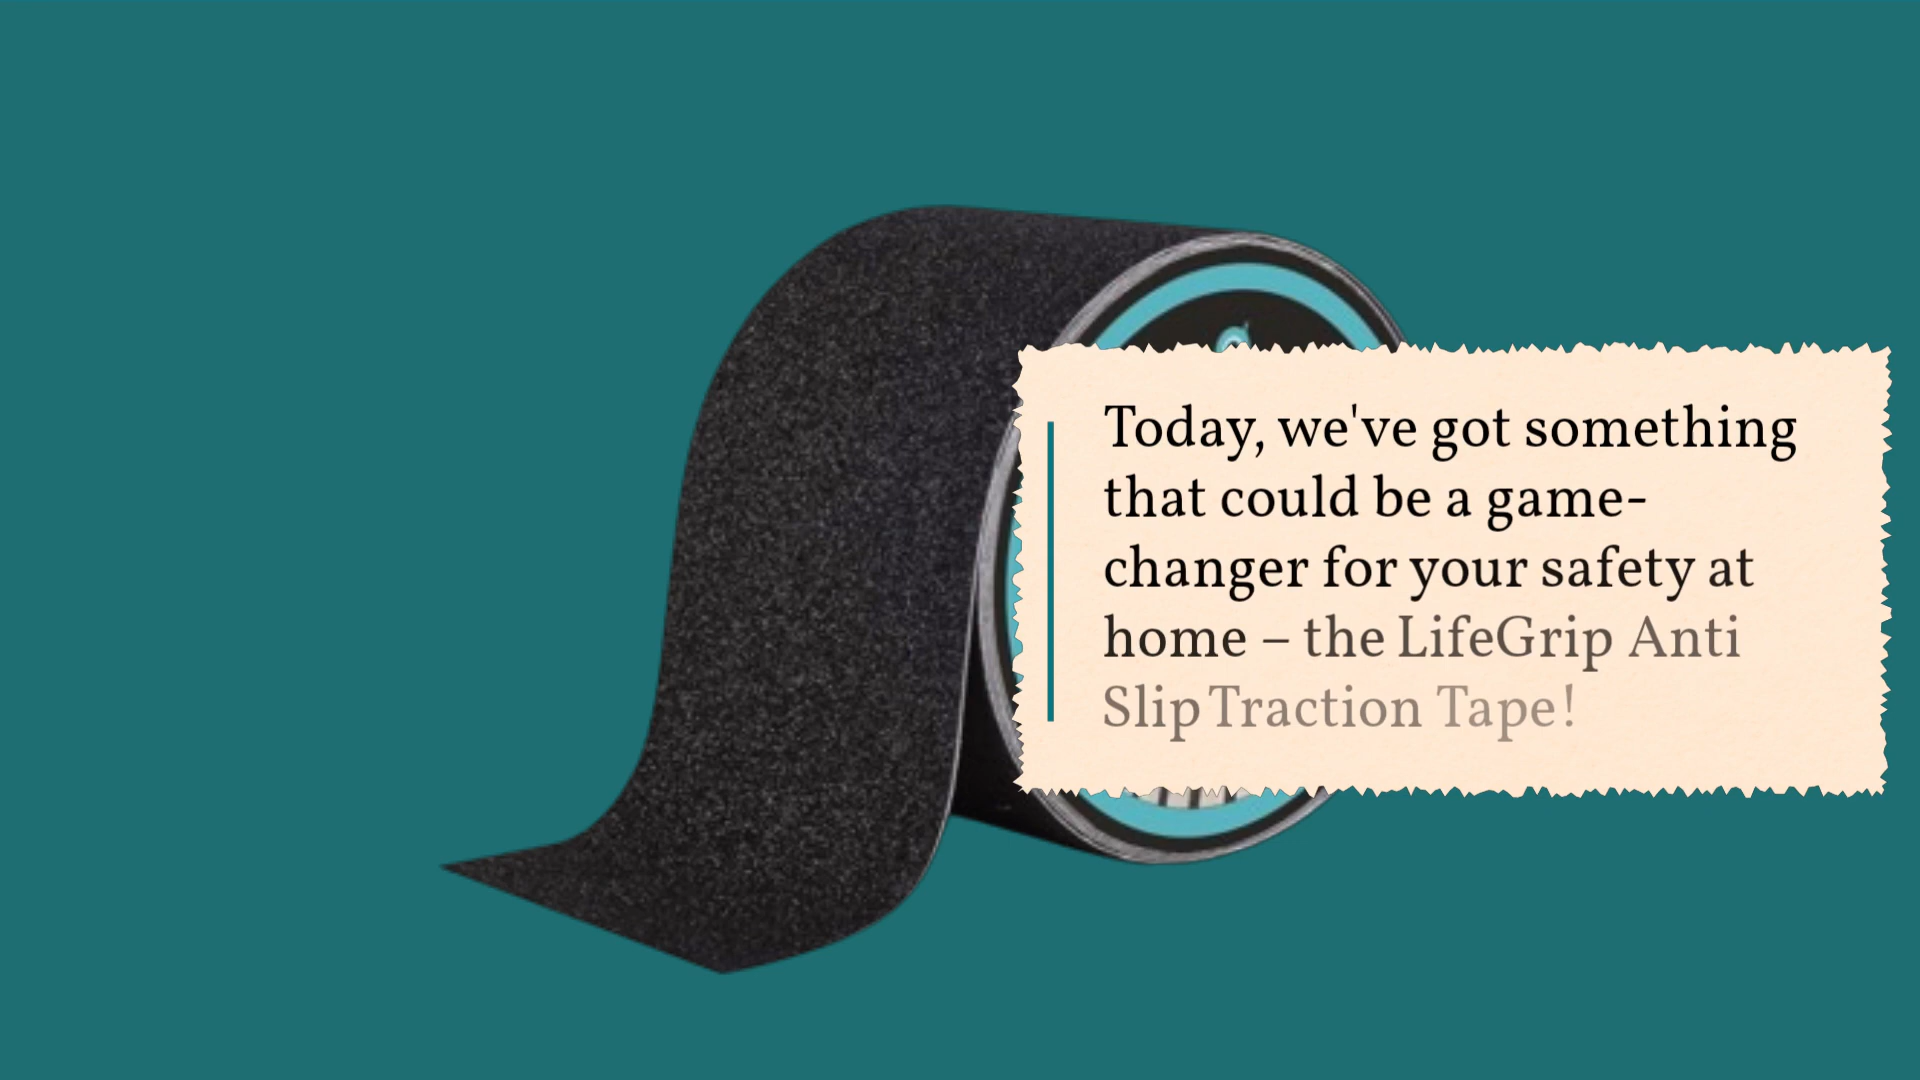 Today, we've got something
that could be a game-
changer for your safety at
home – the LifeGrip Anti
Slip Traction Tape!